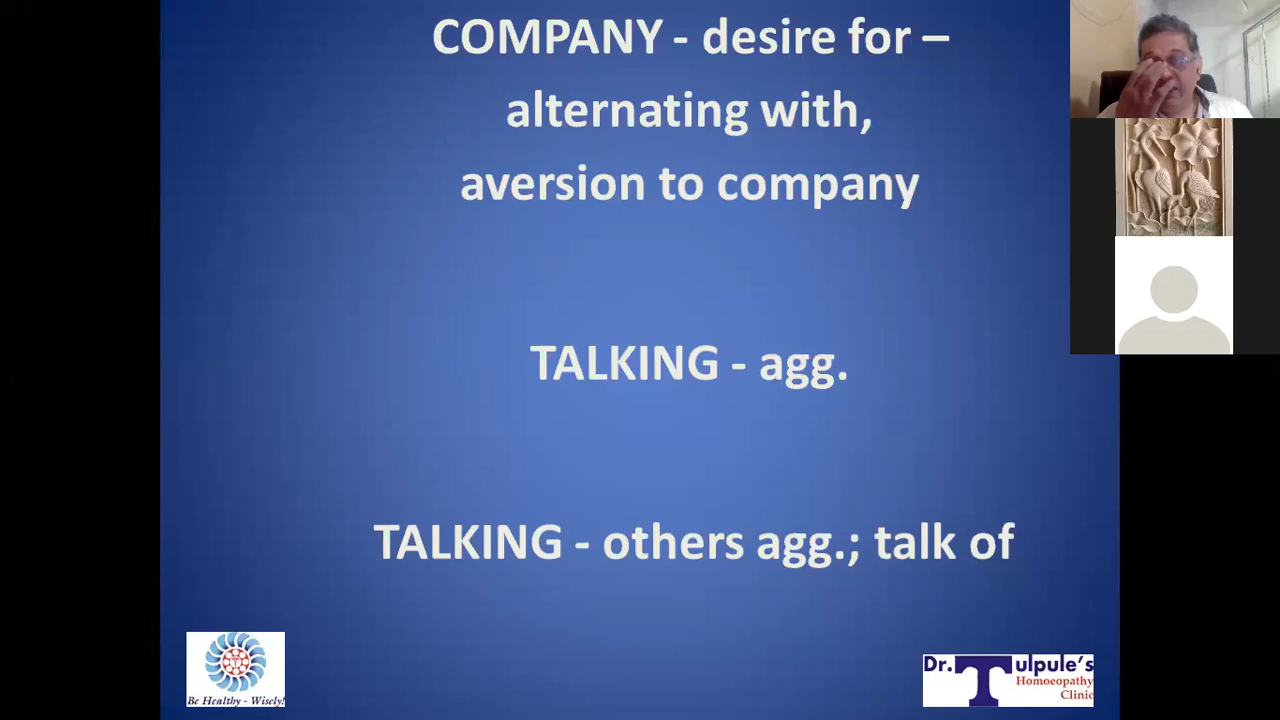 COMPANY - desire for –
alternating with,
aversion to company
TALKING - agg.
TALKING - others agg.; talk of
Be Healthy - Wisely!
Dr. Tulpule's
Homoeopathy
Clinic